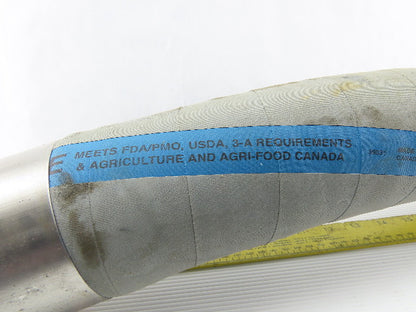 MEETS FDA/PMO, USDA, 3-A REQUIREMENTS
& AGRICULTURE AND AGRI-FOOD CANADA